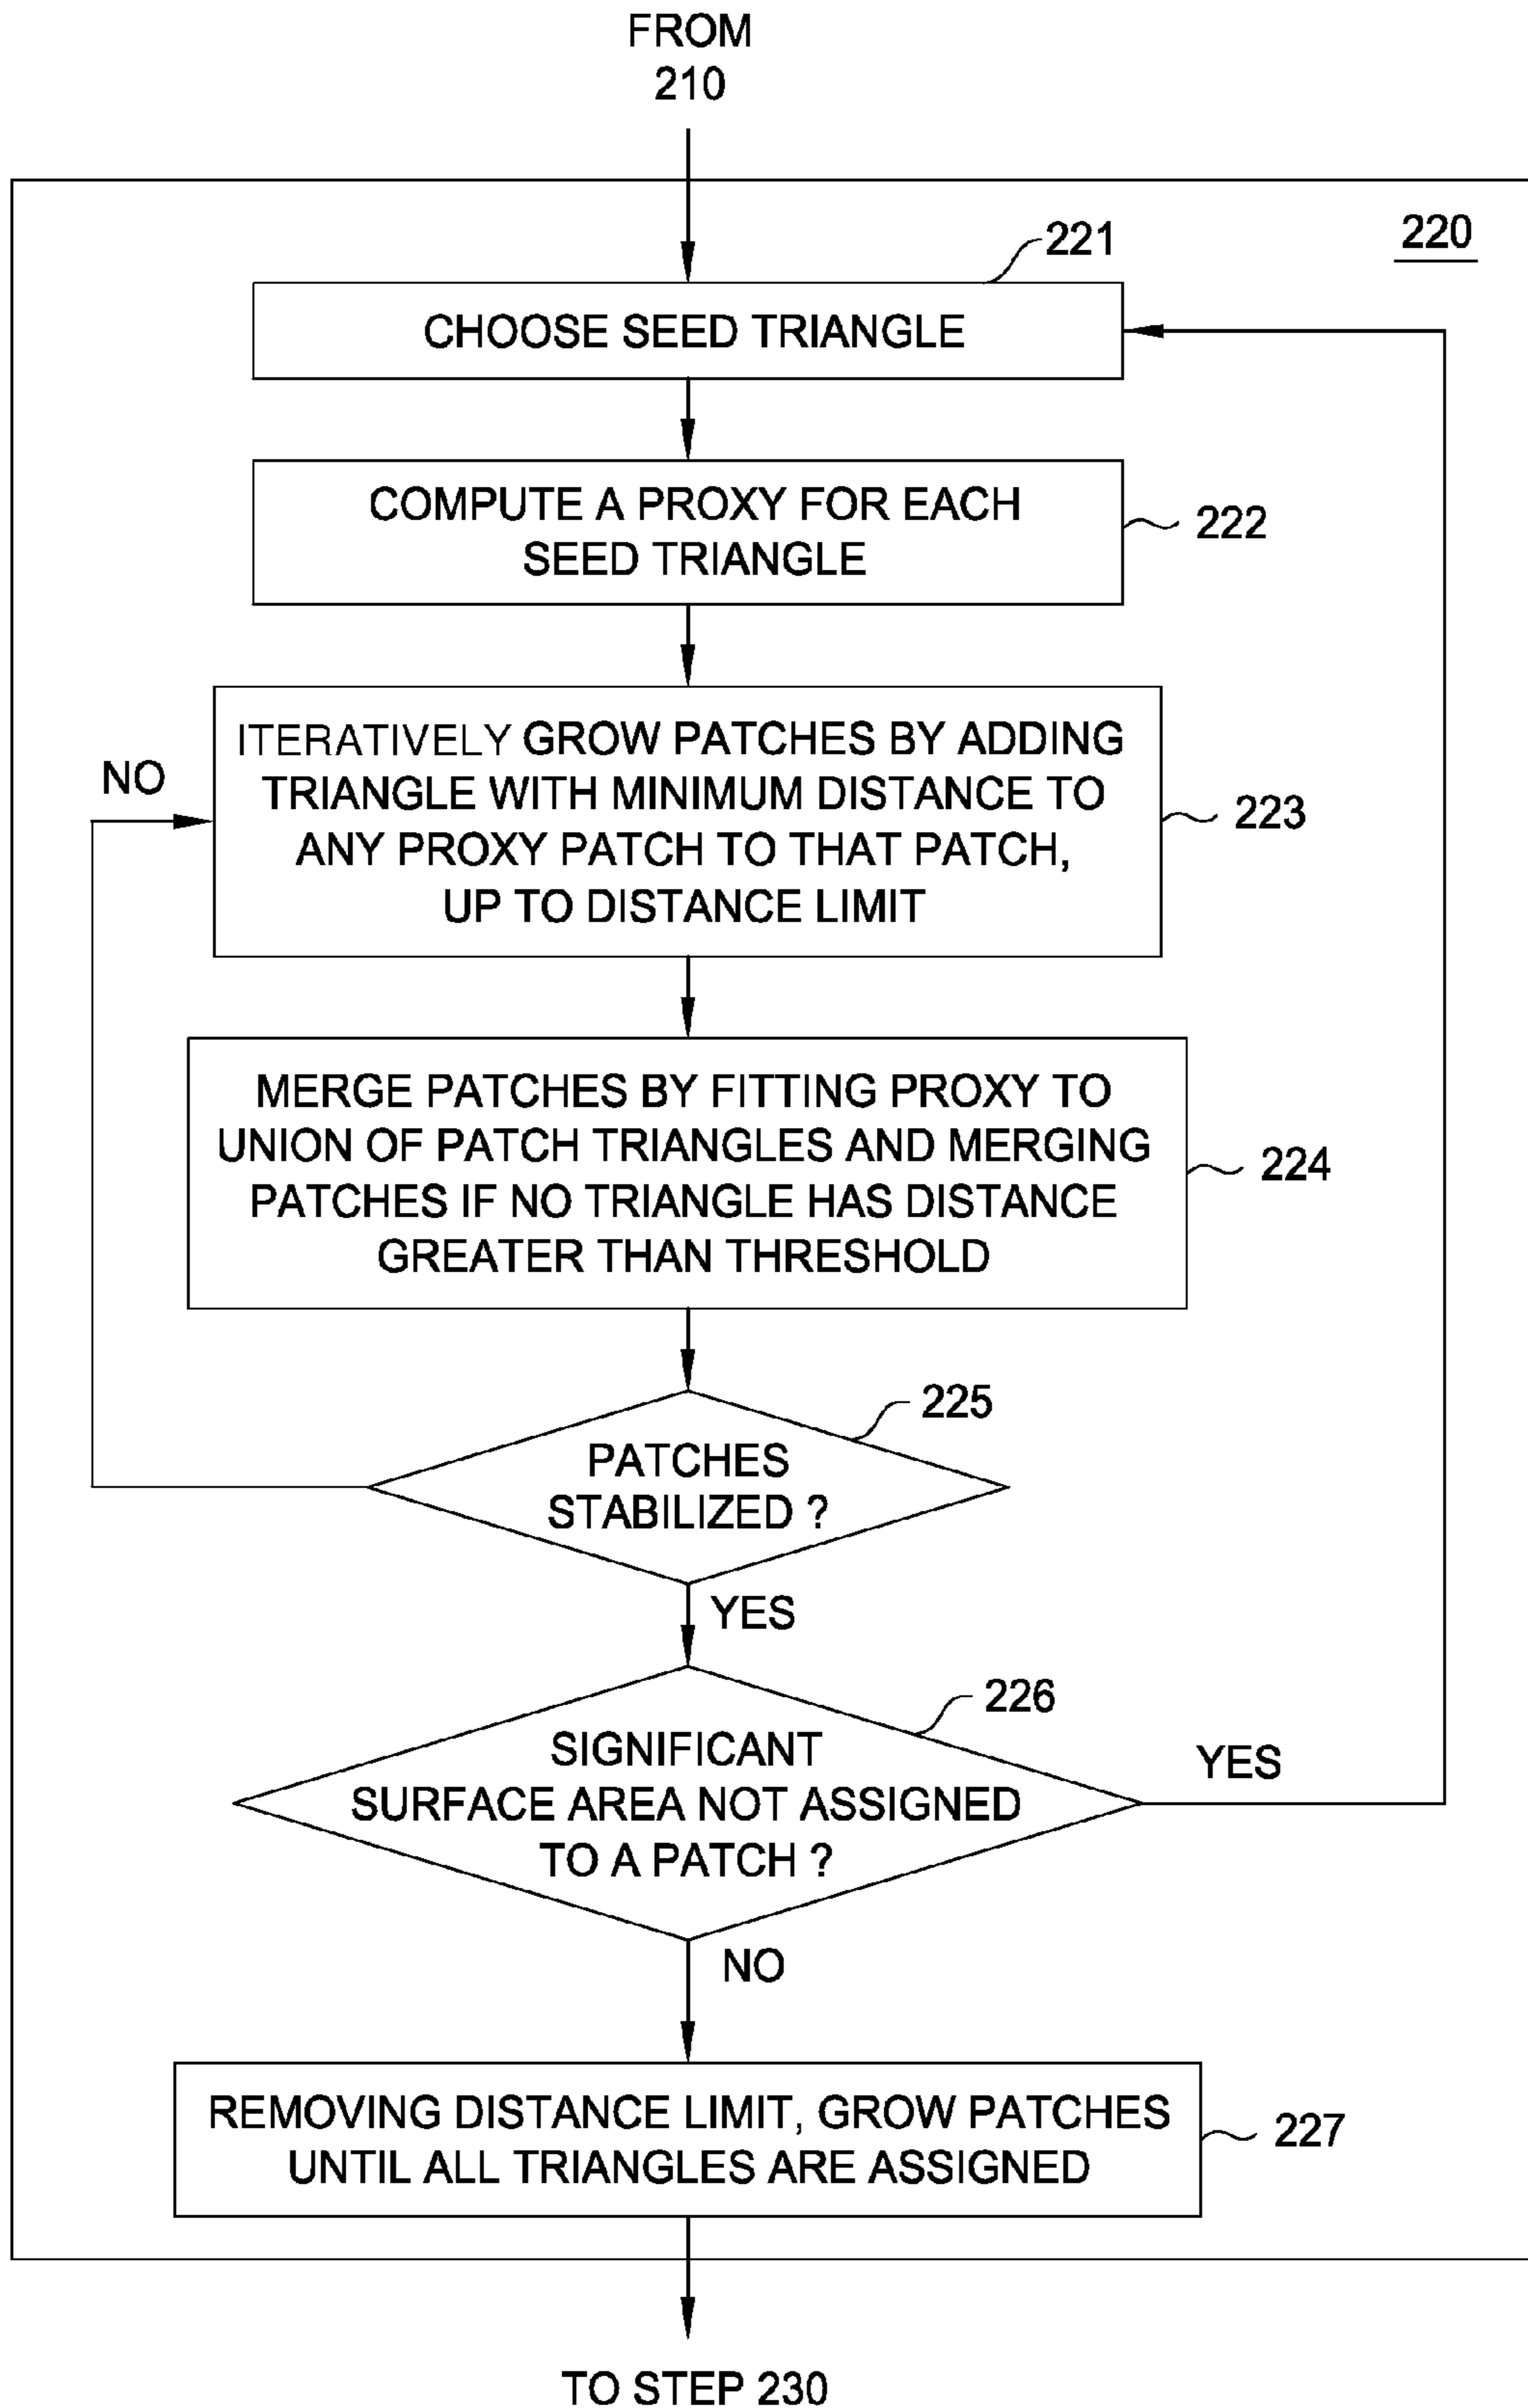 FROM
210
220
221
CHOOSE SEED TRIANGLE
COMPUTE A PROXY FOR EACH
SEED TRIANGLE
222
NO
ITERATIVELY GROW PATCHES BY ADDING
TRIANGLE WITH MINIMUM DISTANCE TO
ANY PROXY PATCH TO THAT PATCH,
UP TO DISTANCE LIMIT
223
MERGE PATCHES BY FITTING PROXY TO
UNION OF PATCH TRIANGLES AND MERGING
PATCHES IF NO TRIANGLE HAS DISTANCE
GREATER THAN THRESHOLD
224
225
PATCHES
STABILIZED ?
YES
226
SIGNIFICANT
SURFACE AREA NOT ASSIGNED
TO A PATCH ?
YES
NO
REMOVING DISTANCE LIMIT, GROW PATCHES
UNTIL ALL TRIANGLES ARE ASSIGNED
227
TO STEP 230